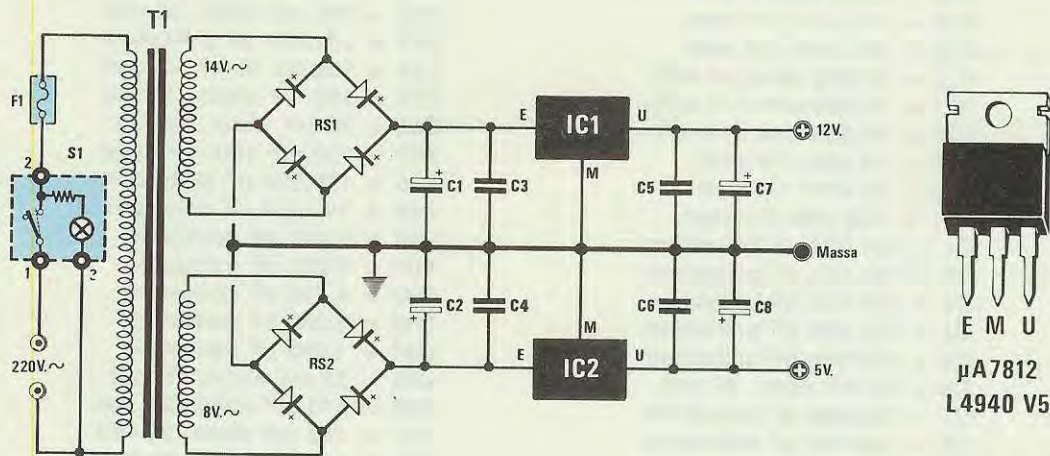 T1
14V.~
F1
RS1
E
IC1
U
12V.
S1
2
M
C1
C3
C5
C7
+
+
1
Massa
C2
C4
C6
C8
+
+
M
220V.~
RS2
E
IC2
U
5V.
8V.~
E M U
µA7812
L4940 V5